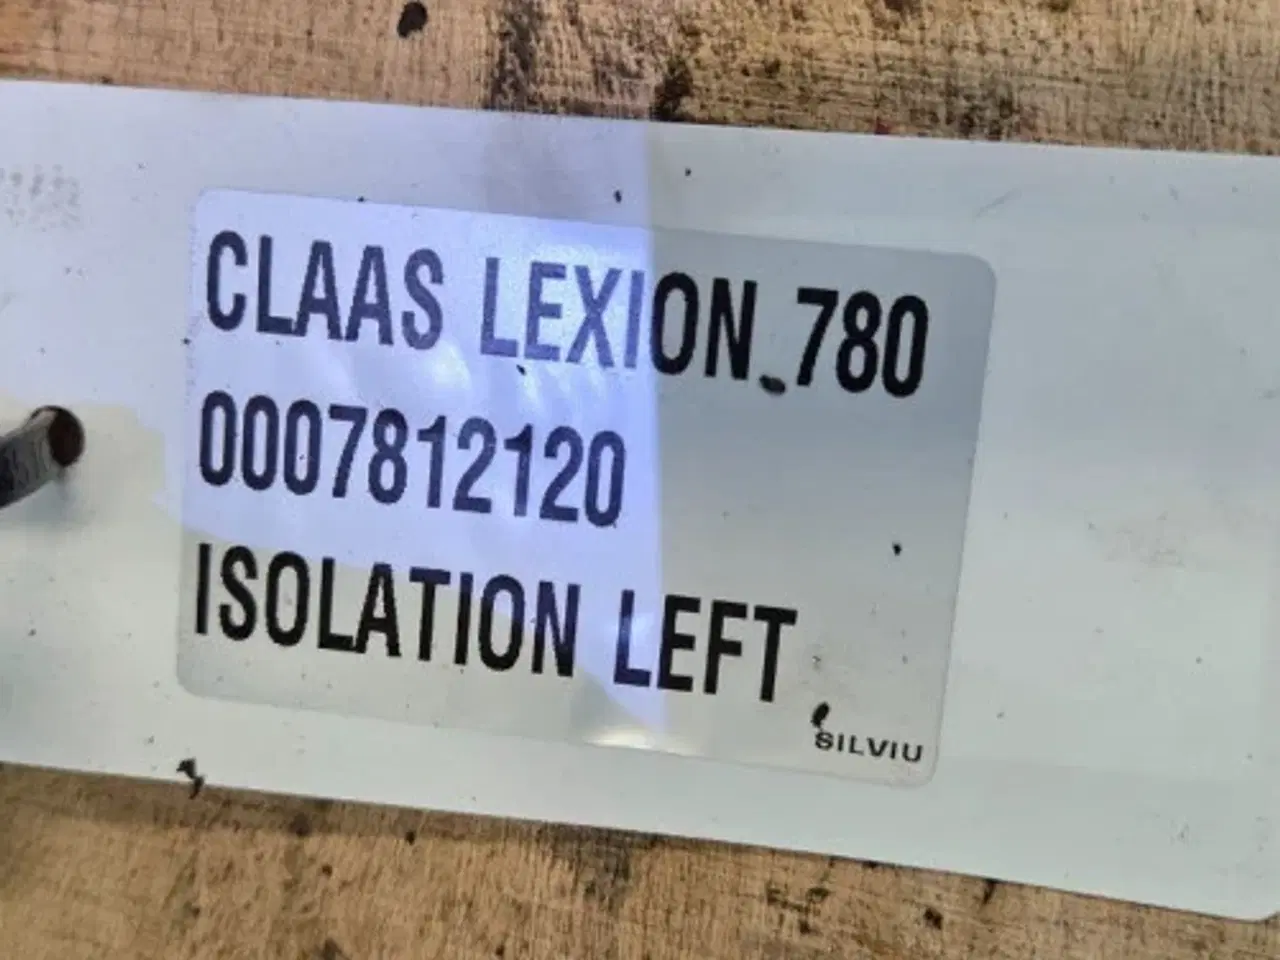 CLAAS LEXION 780
0007812120
ISOLATION LEFT
SILVIU